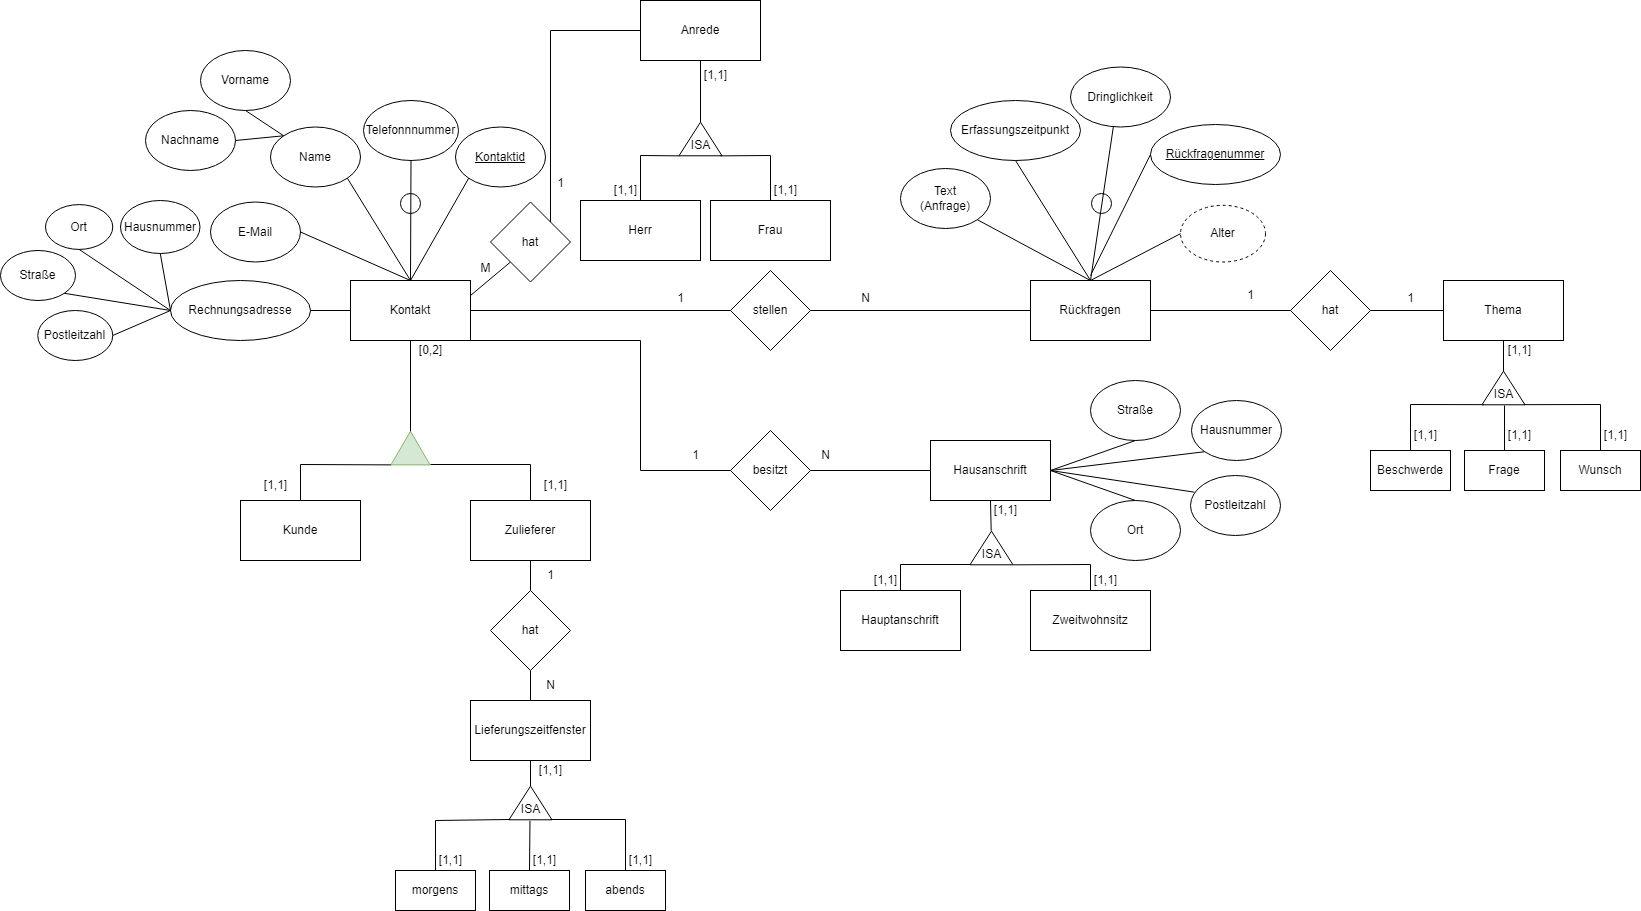 Anrede
[1,1]
ISA
[1,1]
[1,1]
Herr
Frau
1
hat
M
Vorname
Nachname
Name
Telefonnnummer
Kontaktid
E-Mail
Ort
Hausnummer
Straße
Rechnungsadresse
Postleitzahl
Kontakt
1
stellen
N
Dringlichkeit
Erfassungszeitpunkt
Rückfragenummer
Text
(Anfrage)
Alter
Rückfragen
1
hat
1
Thema
[1,1]
ISA
[1,1]
[1,1]
[1,1]
Beschwerde
Frage
Wunsch
[0,2]
[1,1]
[1,1]
Kunde
Zulieferer
1
besitzt
N
Hausanschrift
Straße
Hausnummer
Postleitzahl
Ort
[1,1]
ISA
[1,1]
[1,1]
Hauptanschrift
Zweitwohnsitz
1
hat
N
Lieferungszeitfenster
[1,1]
ISA
[1,1]
[1,1]
[1,1]
morgens
mittags
abends